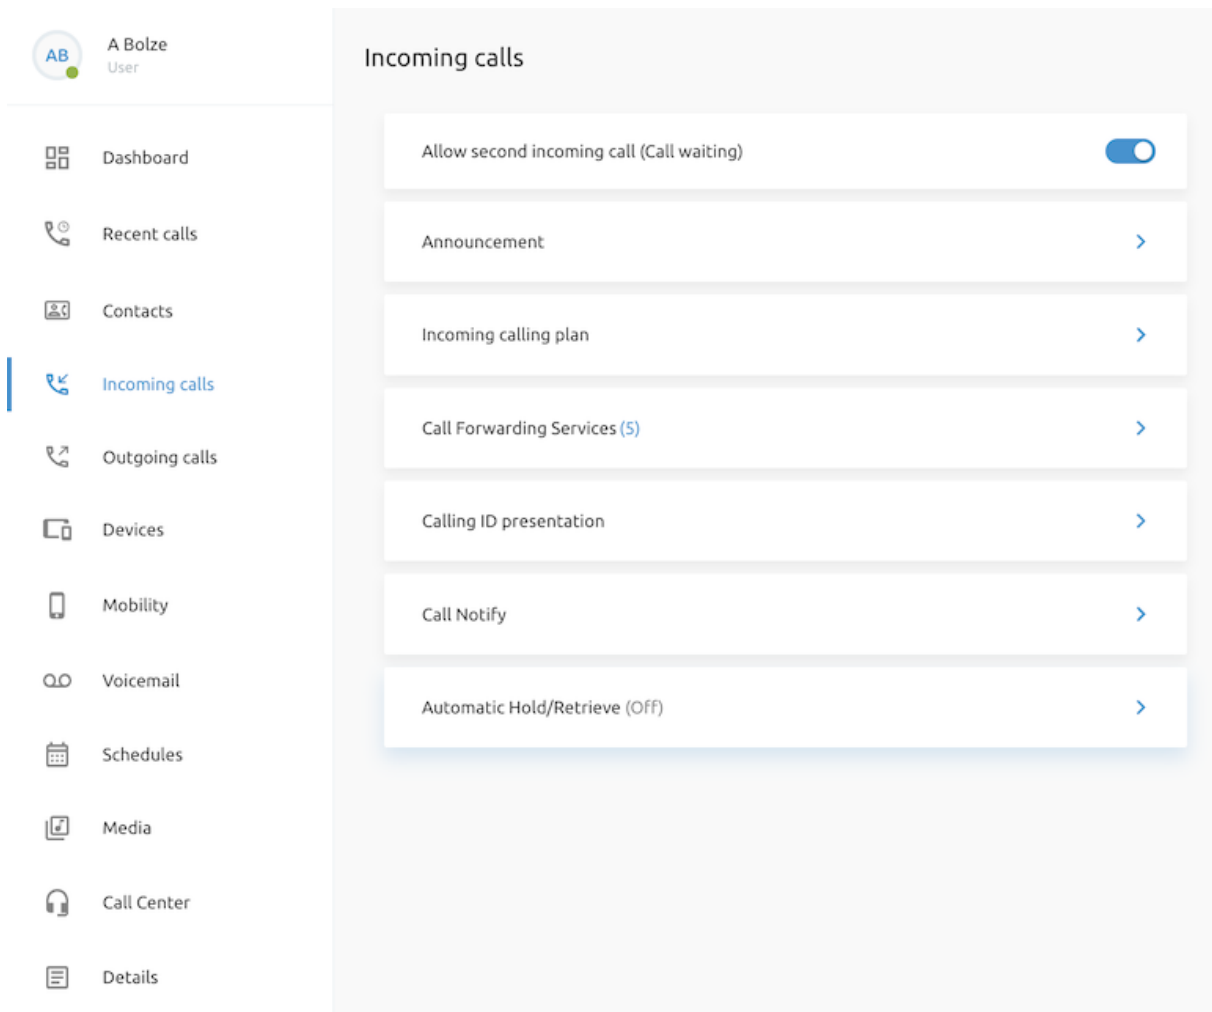 AB
A Bolze
User
Dashboard
Recent calls
Contacts
Incoming calls
Outgoing calls
Devices
Mobility
Voicemail
Schedules
Media
Call Center
Details
Incoming calls
Allow second incoming call (Call waiting)
Announcement
Incoming calling plan
Call Forwarding Services (5)
Calling ID presentation
Call Notify
Automatic Hold/Retrieve (Off)